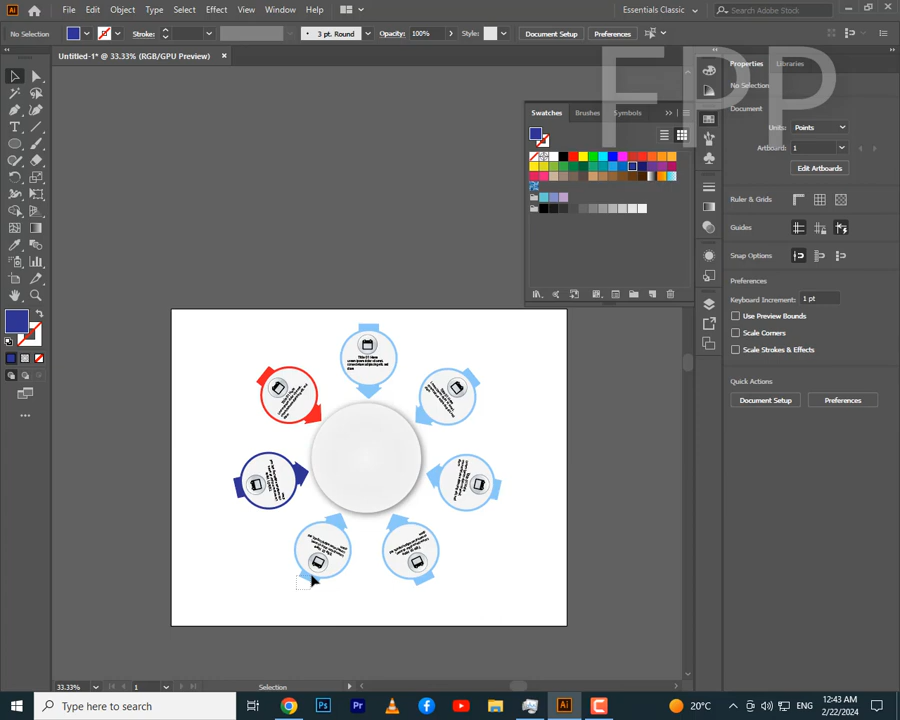 File Edit Object Type Select Effect View Window Help
Essentials Classic
Search Adobe Stock
No Selection
Stroke:
3 pt. Round
Opacity: 100%
Style:
Document Setup
Preferences
Untitled-1* @ 33.33% (RGB/GPU Preview)
FPP
Properties Libraries
No Selection
Document
Units: Points
Artboard: 1
Edit Artboards
Ruler & Grids
Guides
Snap Options
Preferences
Keyboard Increment: 1 pt
Use Preview Bounds
Scale Corners
Scale Strokes & Effects
Quick Actions
Document Setup
Preferences
Swatches Brushes Symbols
33.33%
1
Selection
Type here to search
20°C
12:43 AM
2/22/2024